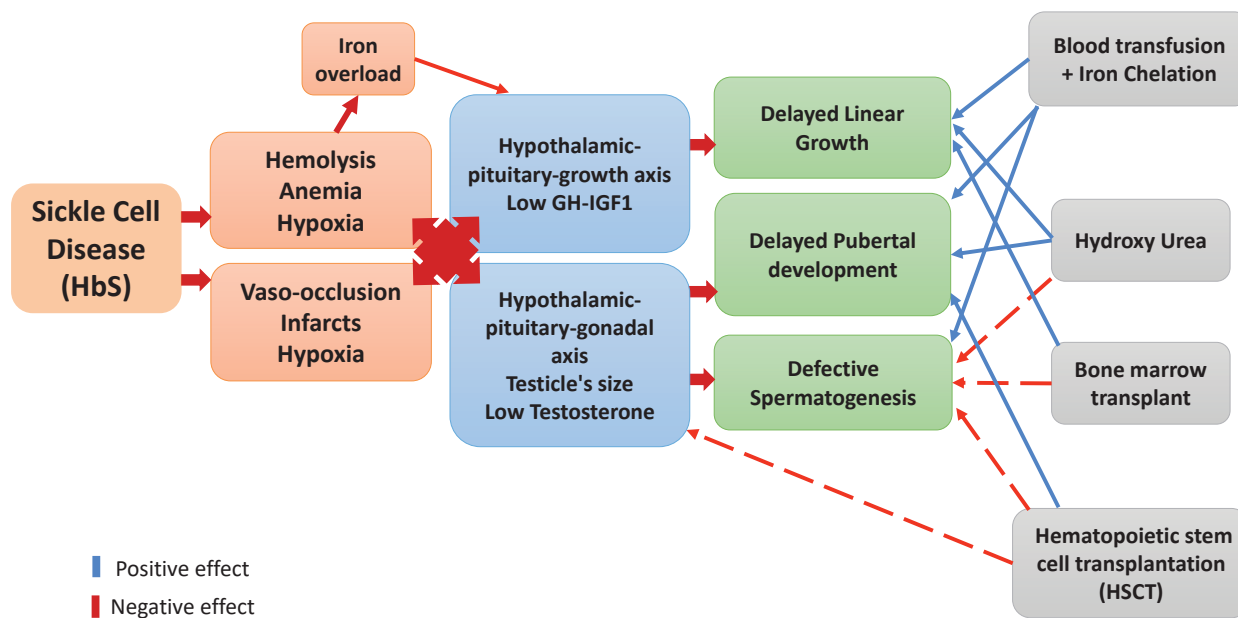 Iron
overload
Blood transfusion
+ Iron Chelation
Sickle Cell
Disease
(HbS)
Hemolysis
Anemia
Hypoxia
Vaso-occlusion
Infarcts
Hypoxia
Hypothalamic-
pituitary-growth axis
Low GH-IGF1
Hypothalamic-
pituitary-gonadal
axis
Testicle's size
Low Testosterone
Delayed Linear
Growth
Delayed Pubertal
development
Defective
Spermatogenesis
Hydroxy Urea
Bone marrow
transplant
Hematopoietic stem
cell transplantation
(HSCT)
Positive effect
Negative effect